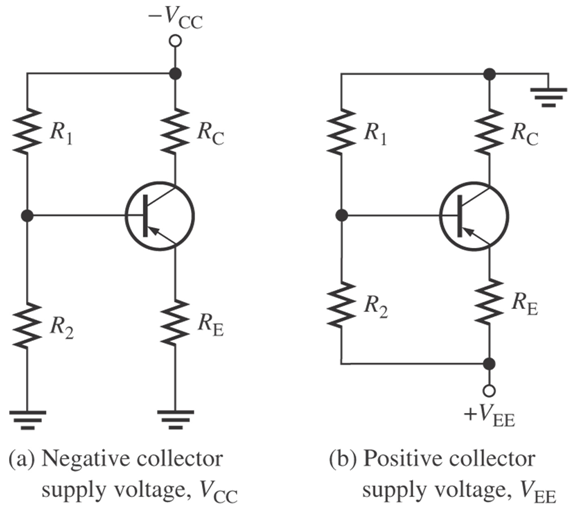 −VCC
R1
RC
R2
RE
R1
RC
R2
RE
+VEE
(a) Negative collector
supply voltage, VCC
(b) Positive collector
supply voltage, VEE